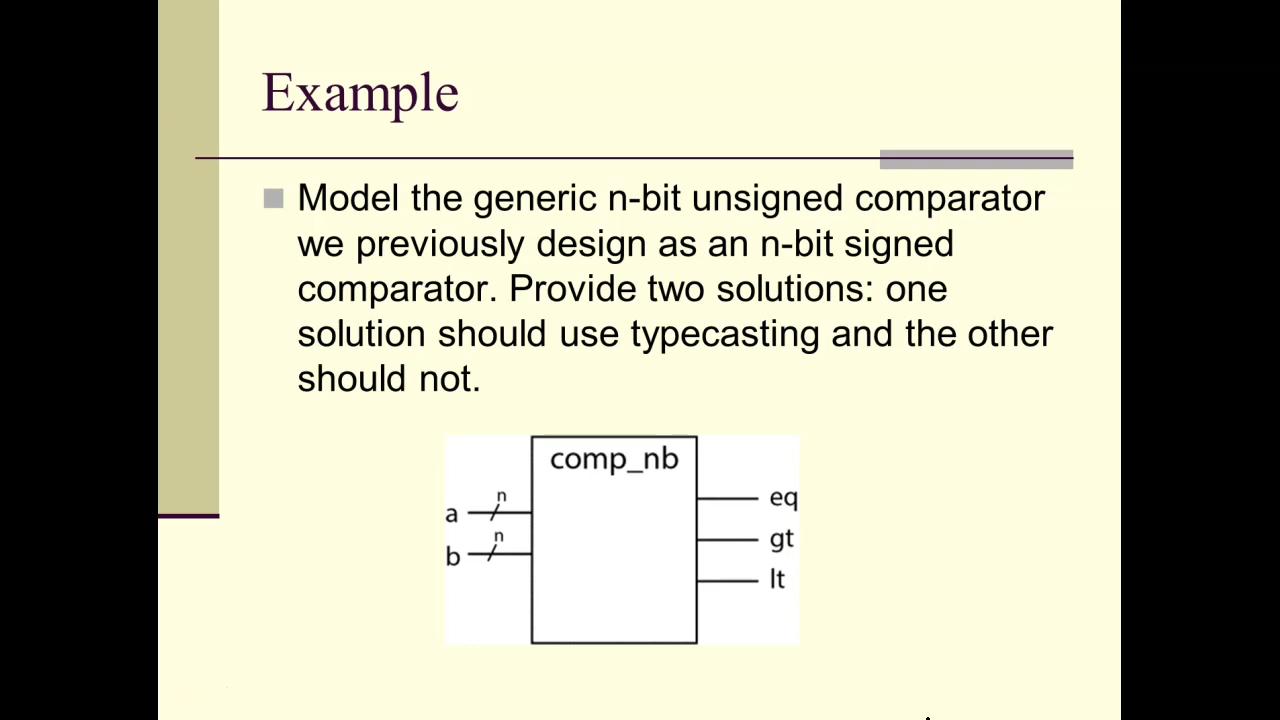 Example
Model the generic n-bit unsigned comparator
we previously design as an n-bit signed
comparator. Provide two solutions: one
solution should use typecasting and the other
should not.
comp_nb
n
a
n
b
eq
gt
lt